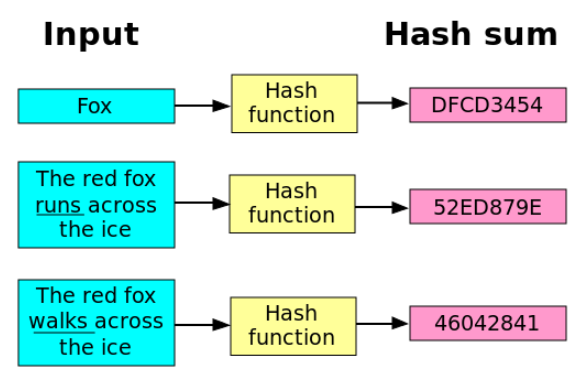 Input
Hash sum
Fox
Hash
function
DFCD3454
The red fox
runs across
the ice
Hash
function
52ED879E
The red fox
walks across
the ice
Hash
function
46042841